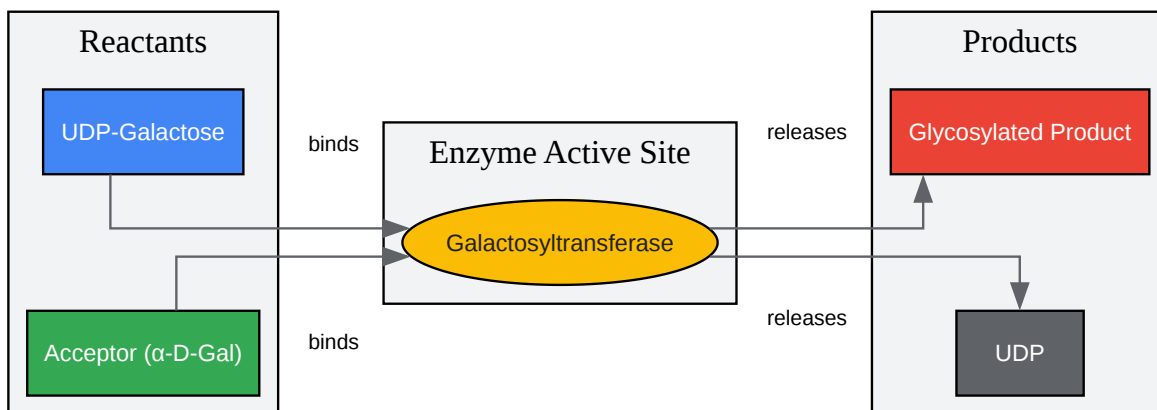 Reactants
UDP-Galactose
Acceptor (α-D-Gal)
binds
binds
Enzyme Active Site
Galactosyltransferase
releases
releases
Products
Glycosylated Product
UDP